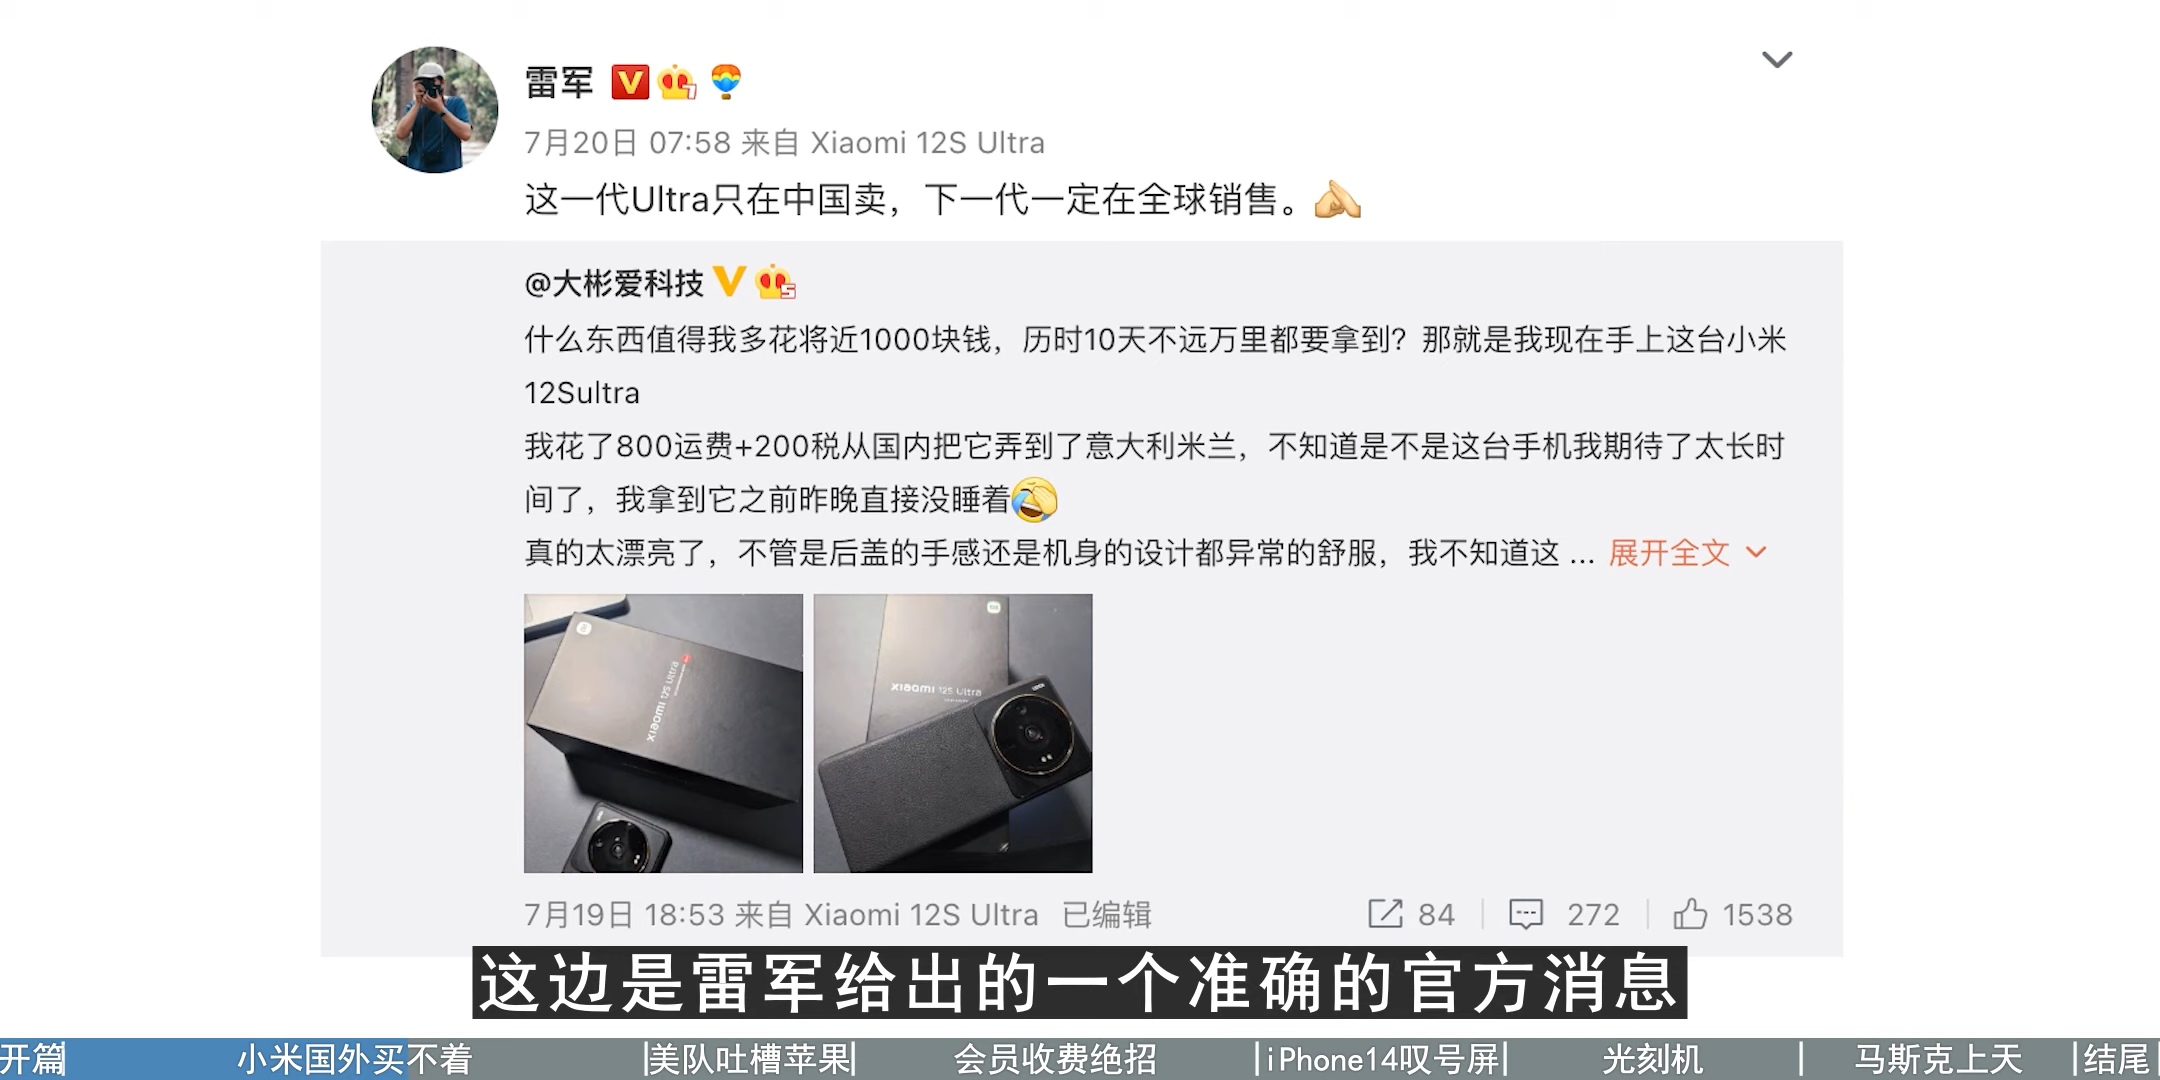 雷军
7月20日 07:58 来自 Xiaomi 12S Ultra
这一代Ultra只在中国卖，下一代一定在全球销售。
@大彬爱科技
什么东西值得我多花将近1000块钱，历时10天不远万里都要拿到？那就是我现在手上这台小米
12Sultra
我花了800运费+200税从国内把它弄到了意大利米兰，不知道是不是这台手机我期待了太长时
间了，我拿到它之前昨晚直接没睡着
真的太漂亮了，不管是后盖的手感还是机身的设计都异常的舒服，我不知道这 ... 展开全文
xiaomi 12S Ultra
xiaomi 12S Ultra
7月19日 18:53 来自 Xiaomi 12S Ultra 已编辑 84 272 1538
这边是雷军给出的一个准确的官方消息
开篇| 小米国外买不着 |美队吐槽苹果| 会员收费绝招 |iPhone14叹号屏| 光刻机 | 马斯克上天 |结尾|